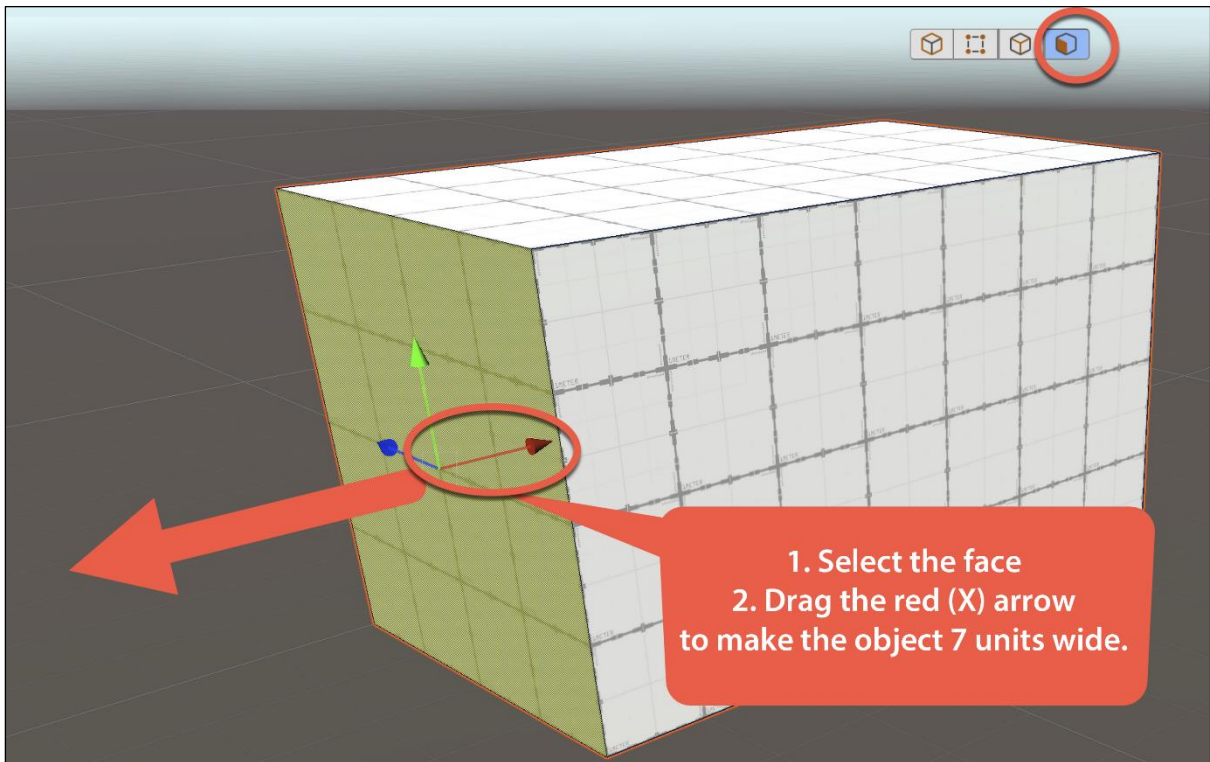 1. Select the face
2. Drag the red (X) arrow
to make the object 7 units wide.